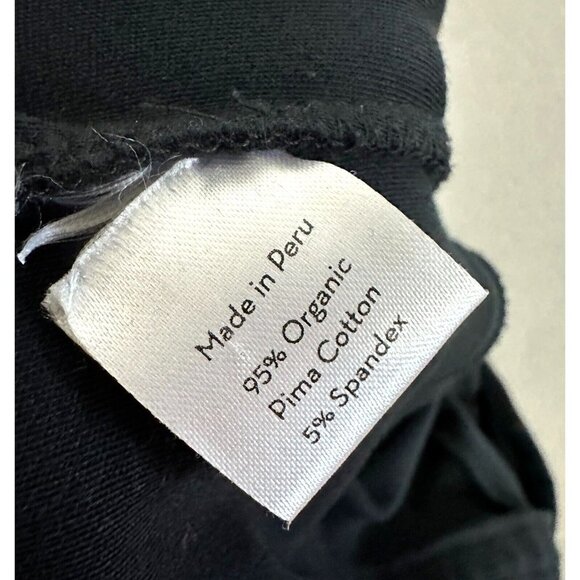 Made in Peru
95% Organic
Pima Cotton
5% Spandex